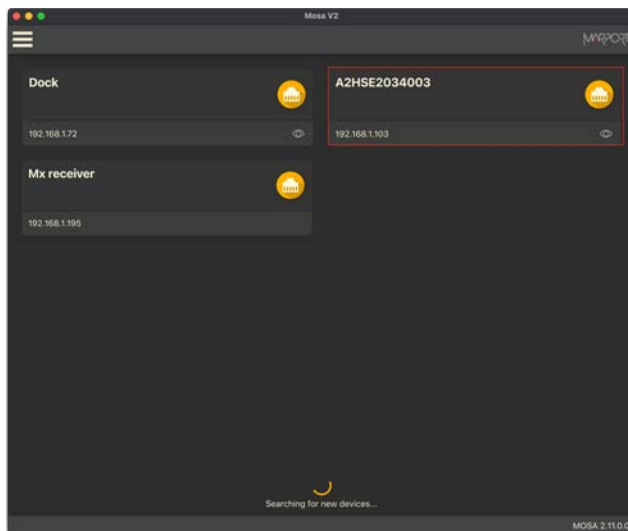 Mosa V2
MARPORT
Dock
192.168.1.72
A2HSE2034003
192.168.1.103
Mx receiver
192.168.1.195
Searching for new devices...
MOSA 2.11.0.0